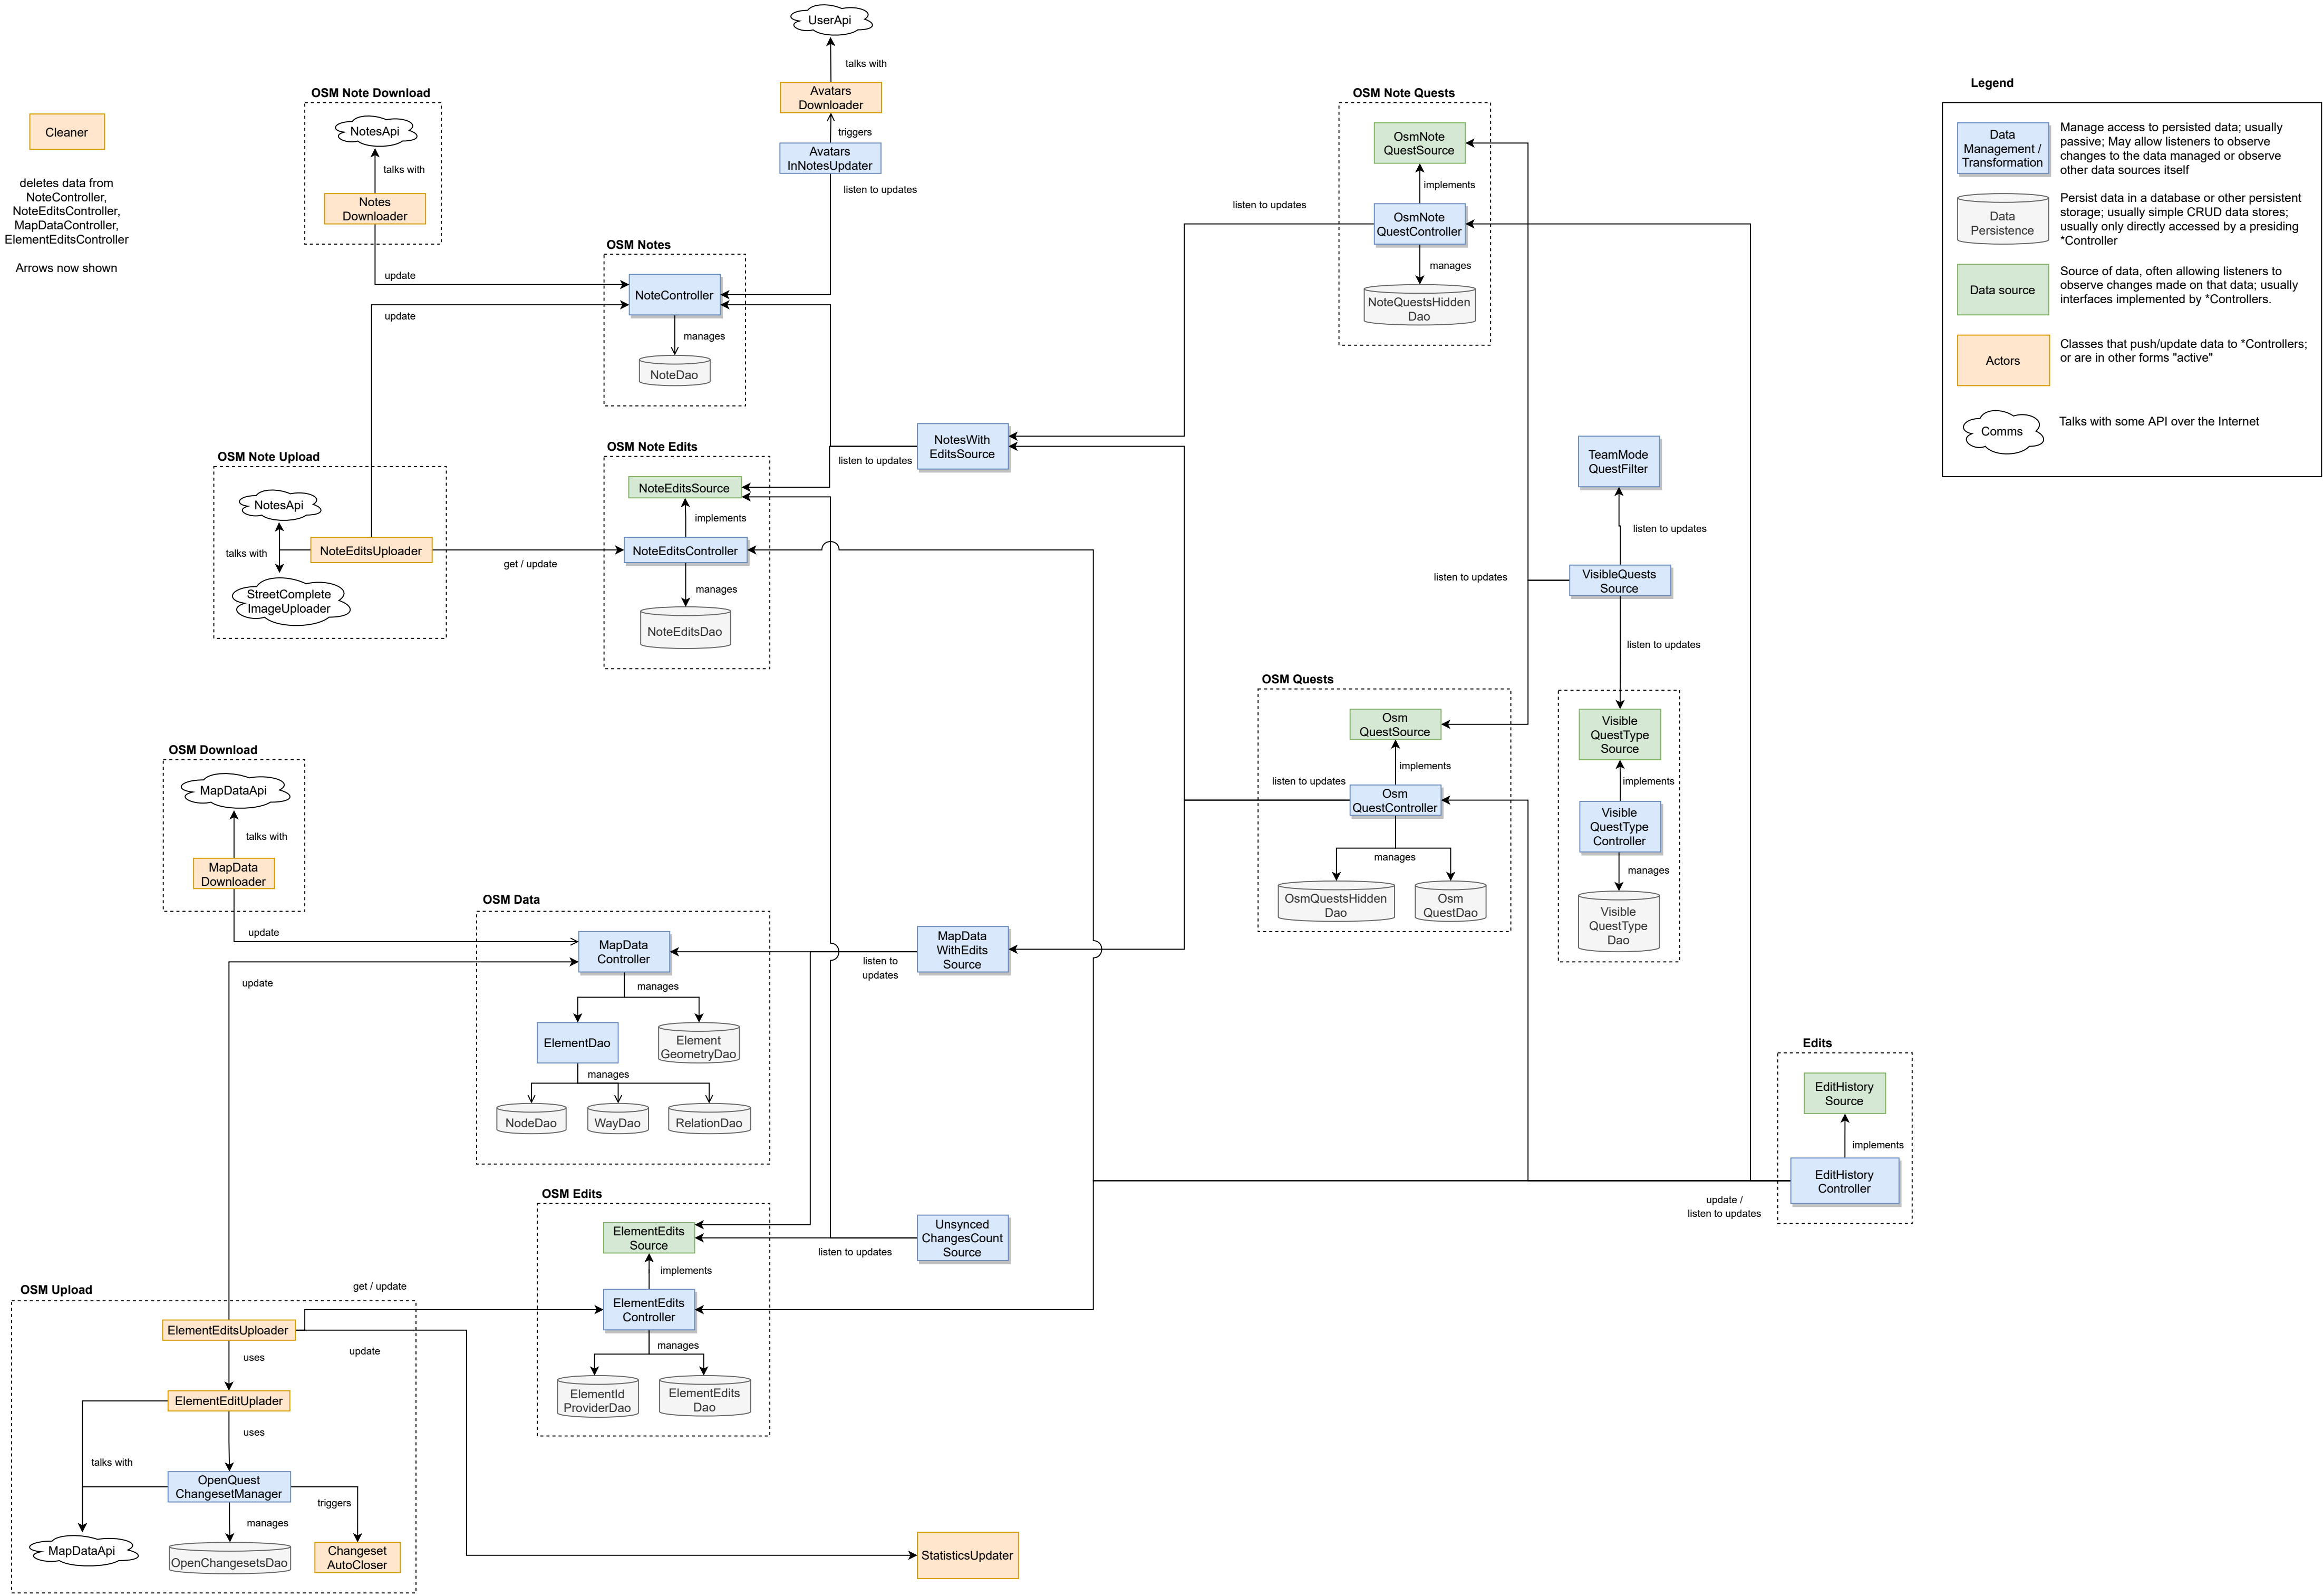 UserApi
talks with
Avatars
Downloader
triggers
Avatars
InNotesUpdater
listen to updates
Cleaner
deletes data from
NoteController,
NoteEditsController,
MapDataController,
ElementEditsController
Arrows now shown
OSM Note Download
NotesApi
talks with
Notes
Downloader
update
update
OSM Notes
NoteController
manages
NoteDao
OSM Note Quests
OsmNote
QuestSource
implements
OsmNote
QuestController
manages
NoteQuestsHidden
Dao
listen to updates
Legend
Data
Management /
Transformation
Manage access to persisted data; usually
passive; May allow listeners to observe
changes to the data managed or observe
other data sources itself
Data
Persistence
Persist data in a database or other persistent
storage; usually simple CRUD data stores;
usually only directly accessed by a presiding
*Controller
Data source
Source of data, often allowing listeners to
observe changes made on that data; usually
interfaces implemented by *Controllers.
Actors
Classes that push/update data to *Controllers;
or are in other forms "active"
Comms
Talks with some API over the Internet
OSM Note Upload
NotesApi
talks with
NoteEditsUploader
StreetComplete
ImageUploader
get / update
OSM Note Edits
NoteEditsSource
implements
NoteEditsController
manages
NoteEditsDao
NotesWith
EditsSource
listen to updates
TeamMode
QuestFilter
listen to updates
VisibleQuests
Source
listen to updates
listen to updates
OSM Quests
Osm
QuestSource
implements
listen to updates
Osm
QuestController
manages
OsmQuestsHidden
Dao
Osm
QuestDao
Visible
QuestType
Source
implements
Visible
QuestType
Controller
manages
Visible
QuestType
Dao
OSM Download
MapDataApi
talks with
MapData
Downloader
update
update
OSM Data
MapData
Controller
manages
ElementDao
Element
GeometryDao
manages
NodeDao
WayDao
RelationDao
MapData
WithEdits
Source
listen to
updates
Edits
EditHistory
Source
implements
EditHistory
Controller
update /
listen to updates
OSM Edits
ElementEdits
Source
implements
ElementEdits
Controller
manages
ElementId
ProviderDao
ElementEdits
Dao
Unsynced
ChangesCount
Source
listen to updates
OSM Upload
get / update
ElementEditsUploader
update
uses
ElementEditUplader
uses
talks with
OpenQuest
ChangesetManager
triggers
manages
MapDataApi
OpenChangesetsDao
Changeset
AutoCloser
StatisticsUpdater